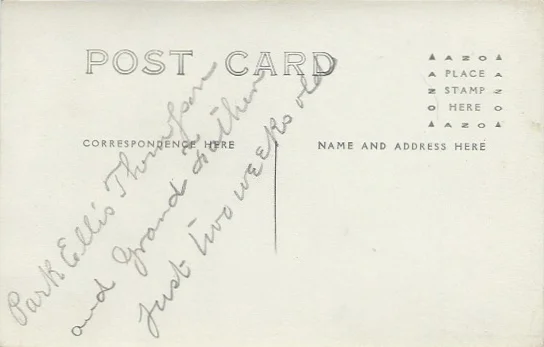 POST CARD
AZO
PLACE
STAMP
HERE
AZO
CORRESPONDENCE HERE
NAME AND ADDRESS HERE
Park Ellis Thompson
and Grand Father
Just two weeks old